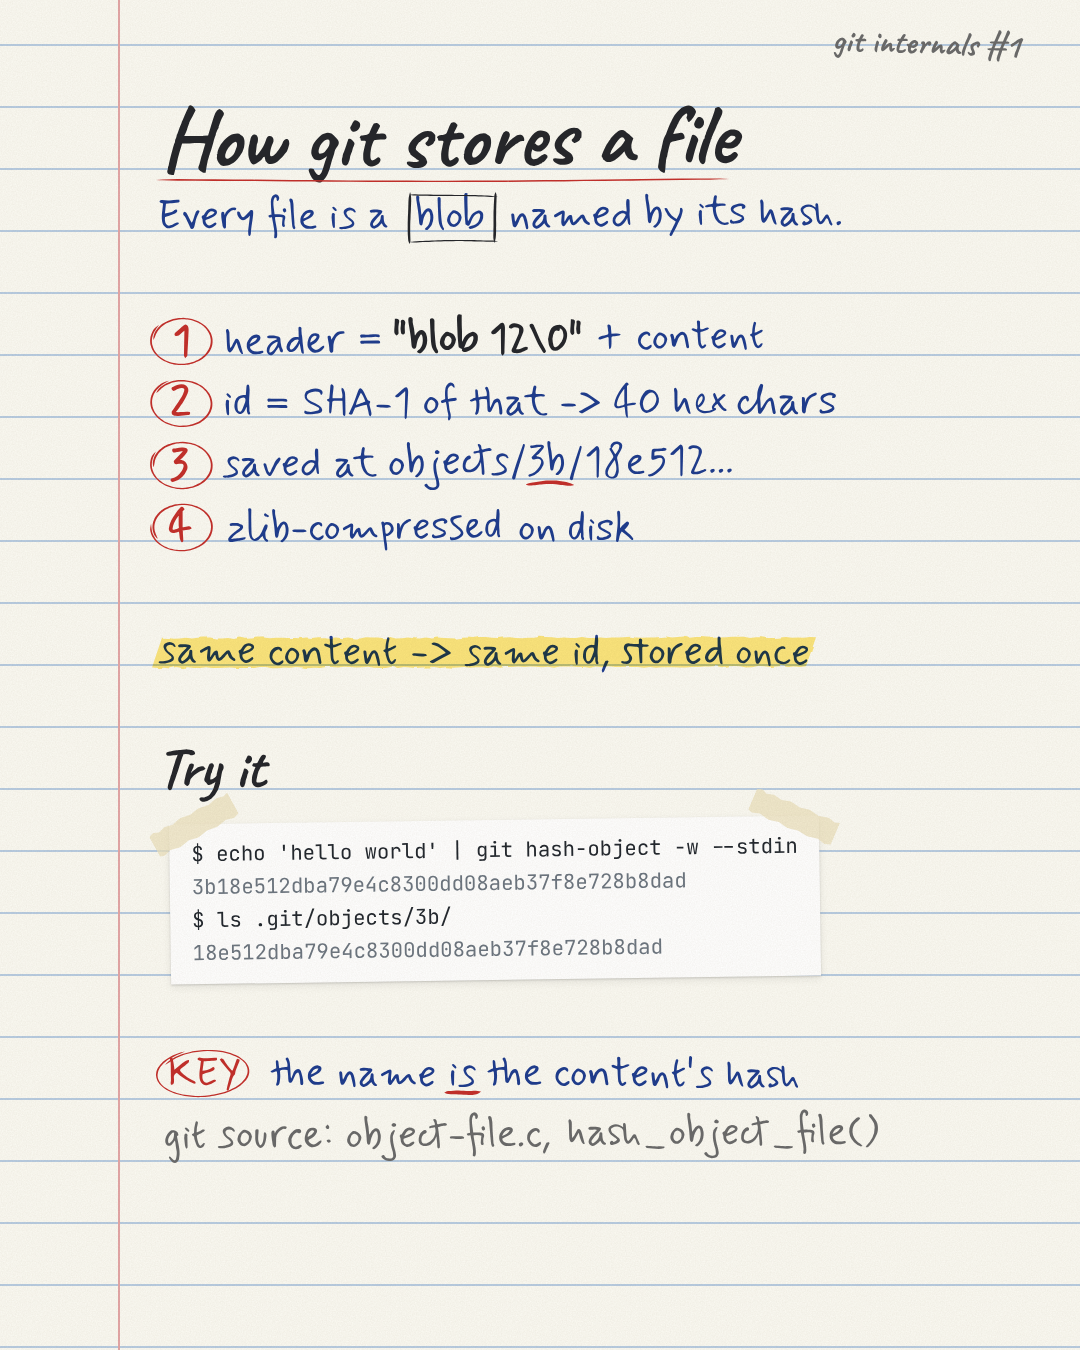 git internals #1
How git stores a file
Every file is a blob named by its hash.
1 header = "blob 12\0" + content
2 id = SHA-1 of that -> 40 hex chars
3 saved at objects/3b/18e512...
4 zlib-compressed on disk
same content -> same id, stored once
Try it
$ echo 'hello world' | git hash-object -w --stdin
3b18e512dba79e4c8300dd08aeb37f8e728b8dad
$ ls .git/objects/3b/
18e512dba79e4c8300dd08aeb37f8e728b8dad
KEY the name is the content's hash
git source: object-file.c, hash_object_file()